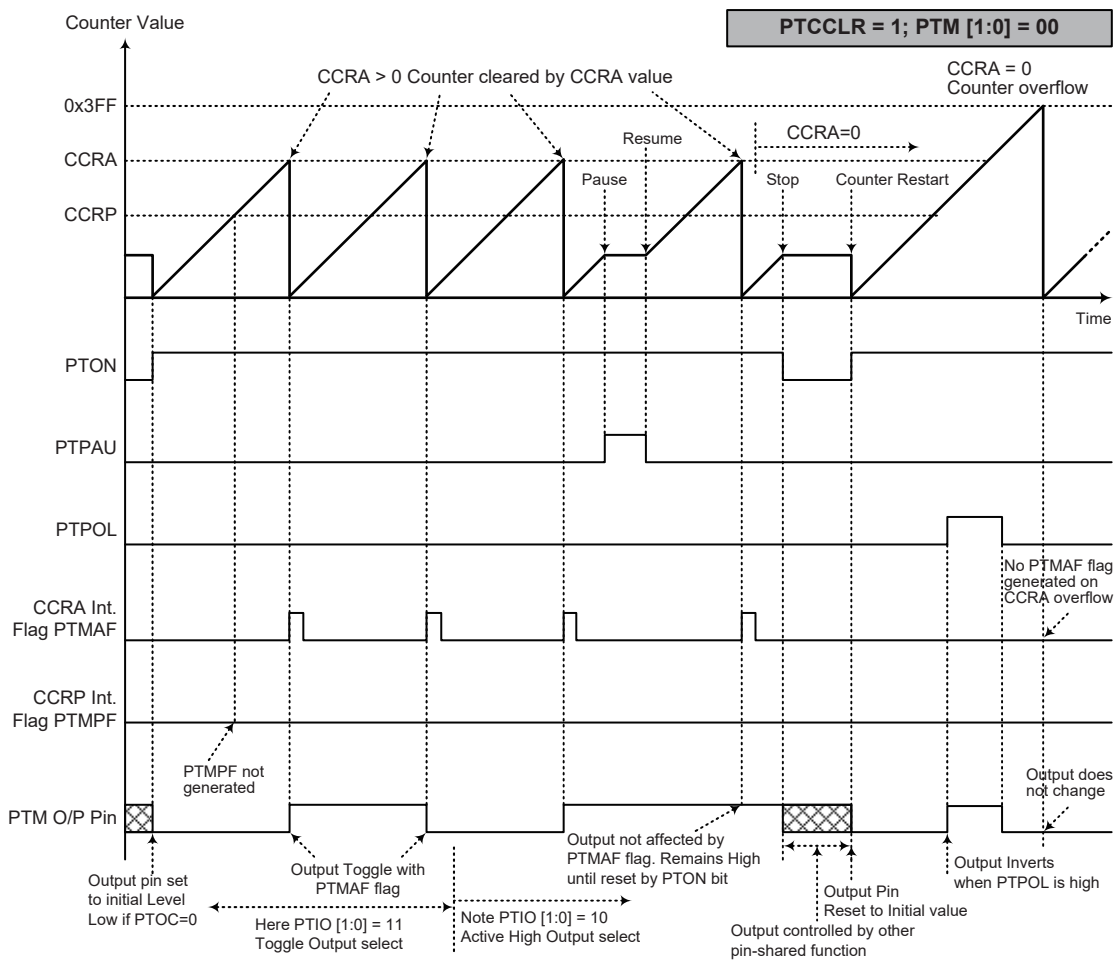 Counter Value
PTCCLR = 1; PTM [1:0] = 00
CCRA > 0 Counter cleared by CCRA value
CCRA = 0
Counter overflow
0x3FF
Resume
CCRA=0
CCRA
Pause
Stop
Counter Restart
CCRP
Time
PTON
PTPAU
PTPOL
No PTMAF flag
generated on
CCRA overflow
CCRA Int.
Flag PTMAF
CCRP Int.
Flag PTMPF
PTMPF not
generated
Output does
not change
PTM O/P Pin
Output pin set
to initial Level
Low if PTOC=0
Output Toggle with
PTMAF flag
Output not affected by
PTMAF flag. Remains High
until reset by PTON bit
Output Inverts
when PTPOL is high
Output Pin
Reset to Initial value
Here PTIO [1:0] = 11
Toggle Output select
Note PTIO [1:0] = 10
Active High Output select
Output controlled by other
pin-shared function